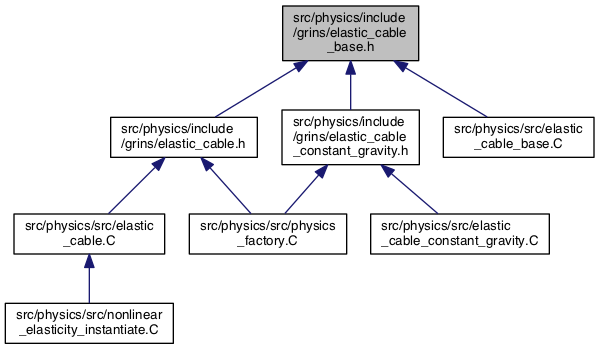 src/physics/include
/grins/elastic_cable
_base.h
src/physics/include
/grins/elastic_cable.h
src/physics/include
/grins/elastic_cable
_constant_gravity.h
src/physics/src/elastic
_cable_base.C
src/physics/src/elastic
_cable.C
src/physics/src/physics
_factory.C
src/physics/src/elastic
_cable_constant_gravity.C
src/physics/src/nonlinear
_elasticity_instantiate.C